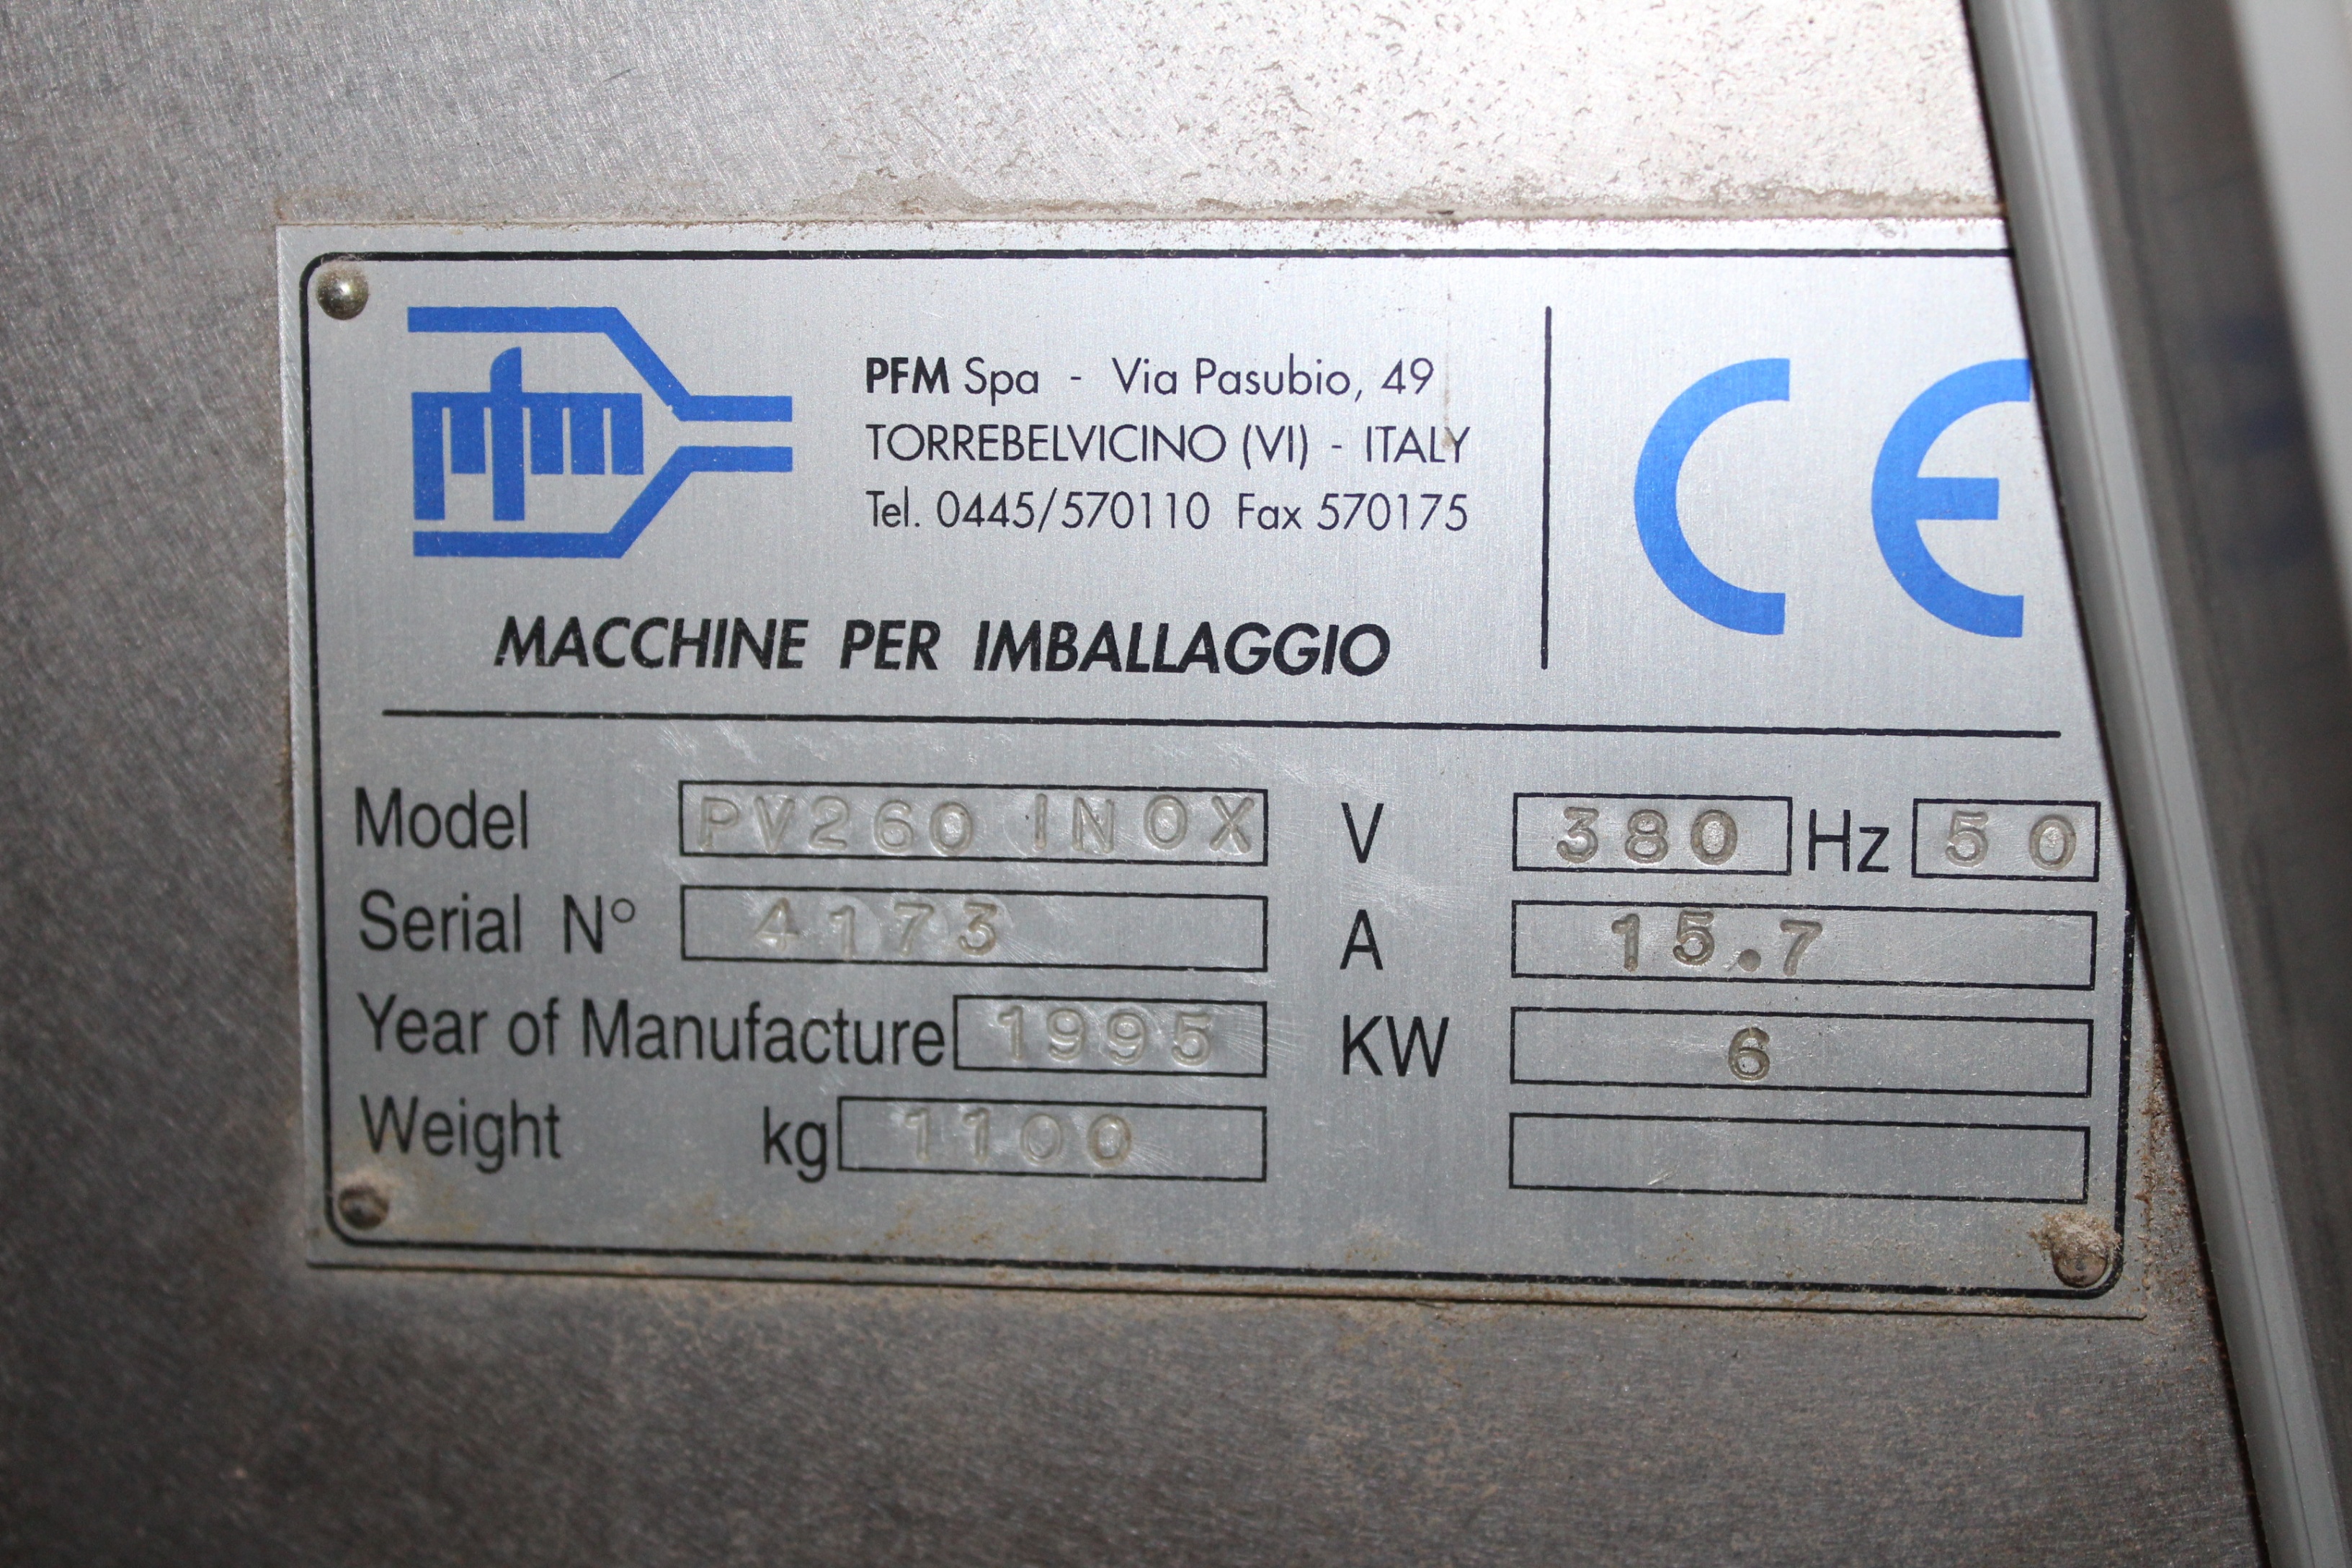 pfm
PFM Spa - Via Pasubio, 49
TORREBELVICINO (VI) - ITALY
Tel. 0445/570110 Fax 570175
CE
MACCHINE PER IMBALLAGGIO
Model PV260 INOX V 380 Hz 50
Serial N° 4173 A 15.7
Year of Manufacture 1995 KW 6
Weight kg 1100